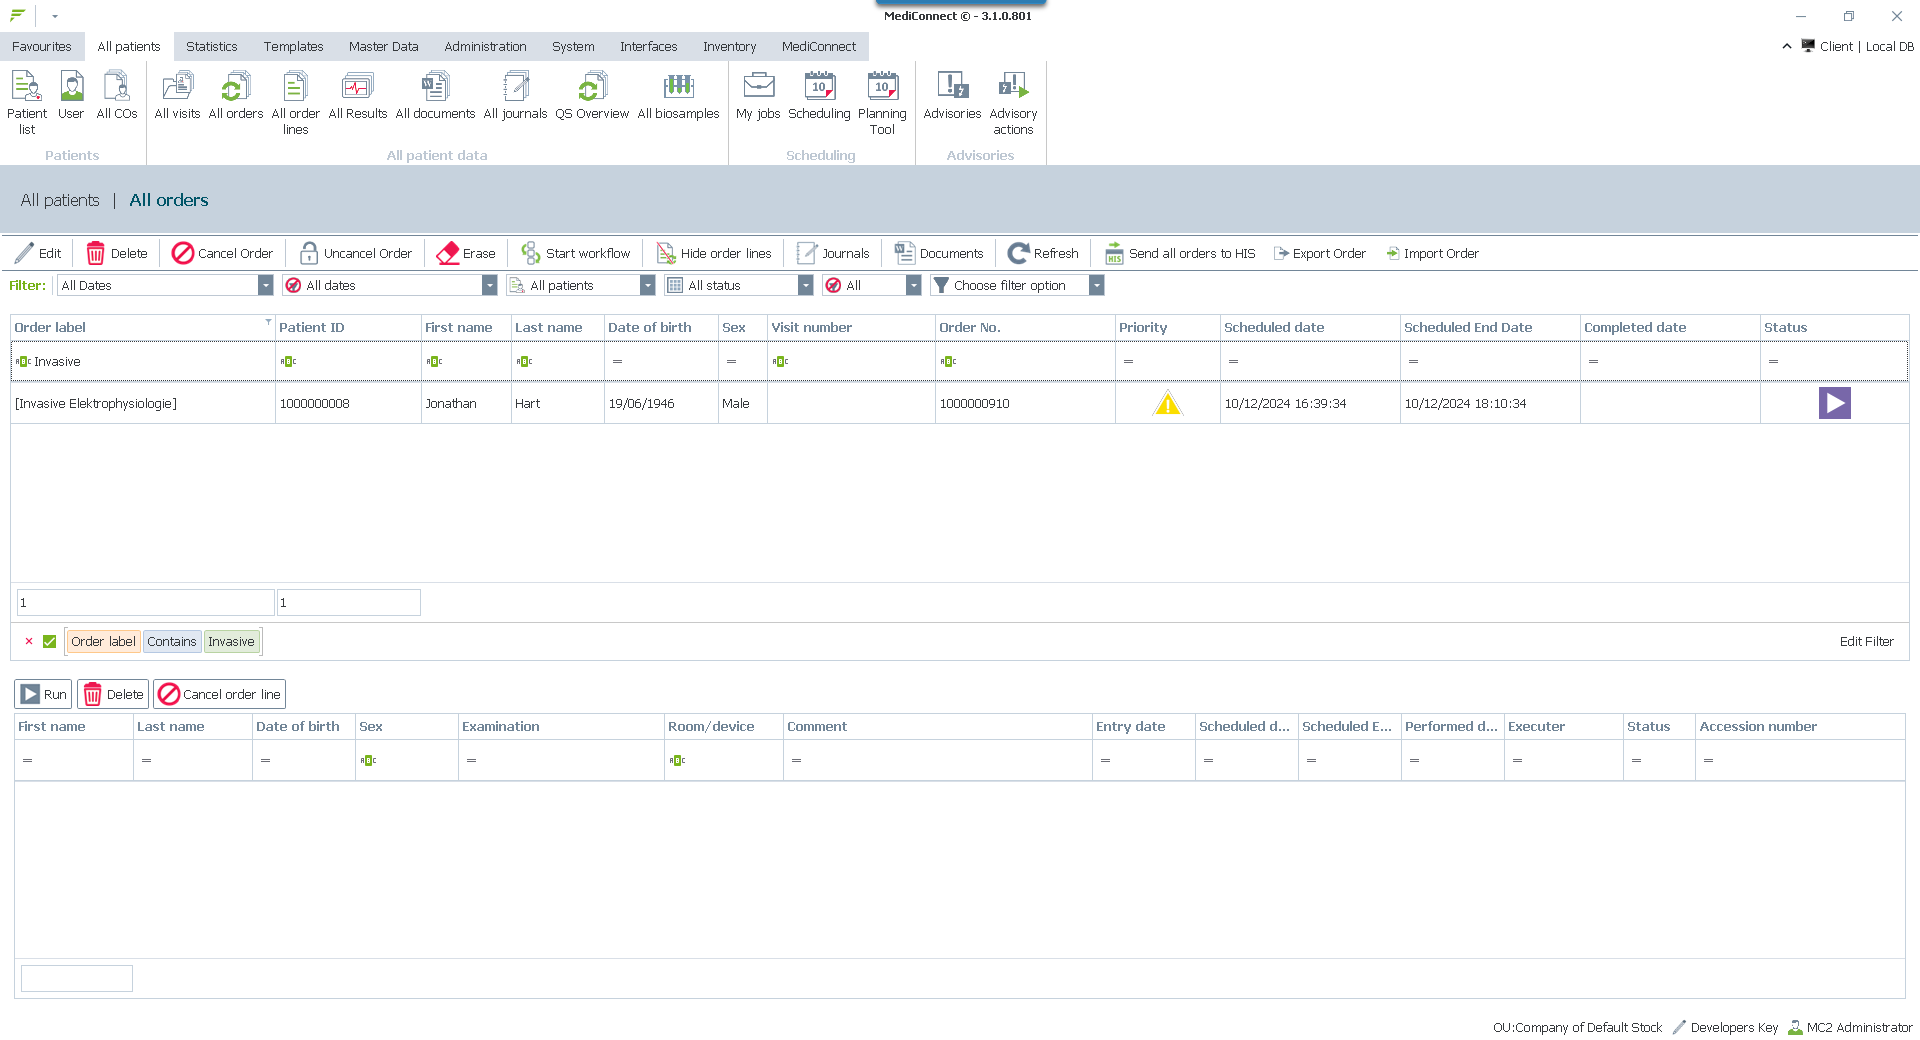 MediConnect © - 3.1.0.801
Favourites All patients Statistics Templates Master Data Administration System Interfaces Inventory MediConnect Client | Local DB
Patient list User All COs All visits All orders All order lines All Results All documents All journals QS Overview All biosamples My jobs Scheduling Planning Tool Advisories Advisory actions
Patients All patient data Scheduling Advisories
All patients | All orders
Edit Delete Cancel Order Uncancel Order Erase Start workflow Hide order lines Journals Documents Refresh Send all orders to HIS Export Order Import Order
Filter: All Dates All dates All patients All status All Choose filter option
Order label Patient ID First name Last name Date of birth Sex Visit number Order No. Priority Scheduled date Scheduled End Date Completed date Status
Invasive = = = = = = =
[Invasive Elektrophysiologie] 1000000008 Jonathan Hart 19/06/1946 Male 1000000910 10/12/2024 16:39:34 10/12/2024 18:10:34
1 1
Order label Contains Invasive Edit Filter
Run Delete Cancel order line
First name Last name Date of birth Sex Examination Room/device Comment Entry date Scheduled d... Scheduled E... Performed d... Executer Status Accession number
= = = = = = = = = = = =
OU:Company of Default Stock Developers Key MC2 Administrator